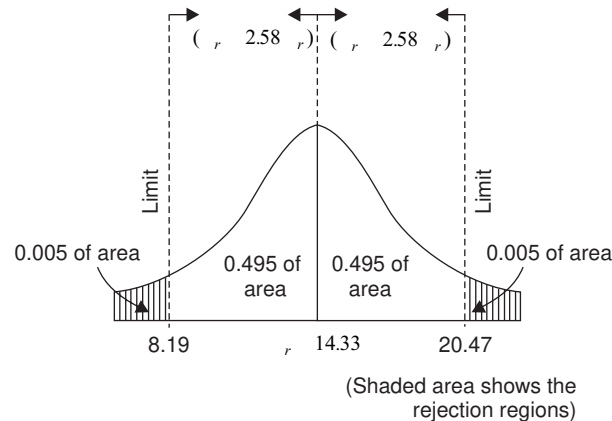 ( r 2.58 r) ( r 2.58 r)
Limit
Limit
0.005 of area
0.005 of area
0.495 of
area
0.495 of
area
8.19
r 14.33
20.47
(Shaded area shows the
rejection regions)